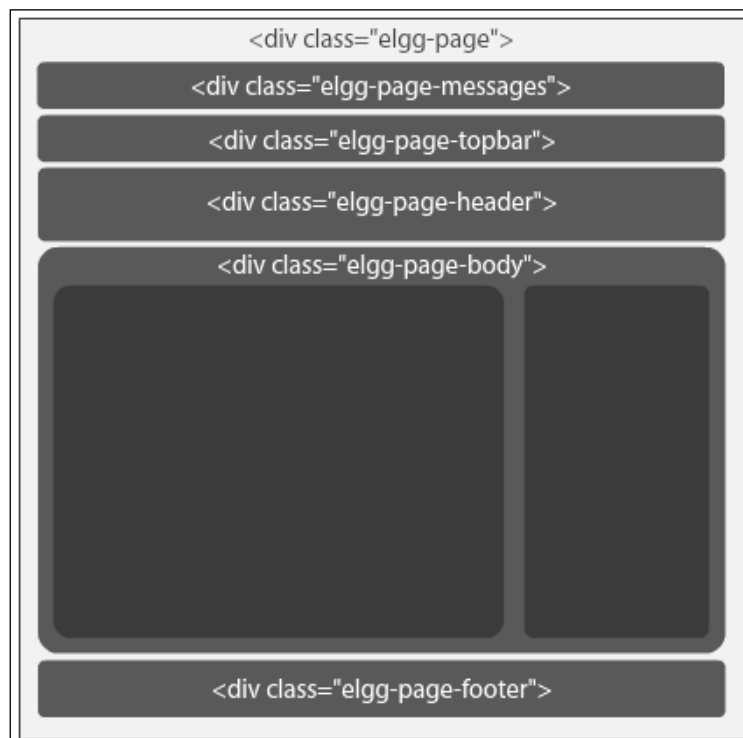 <div class="elgg-page">
<div class="elgg-page-messages">
<div class="elgg-page-topbar">
<div class="elgg-page-header">
<div class="elgg-page-body">
<div class="elgg-page-footer">